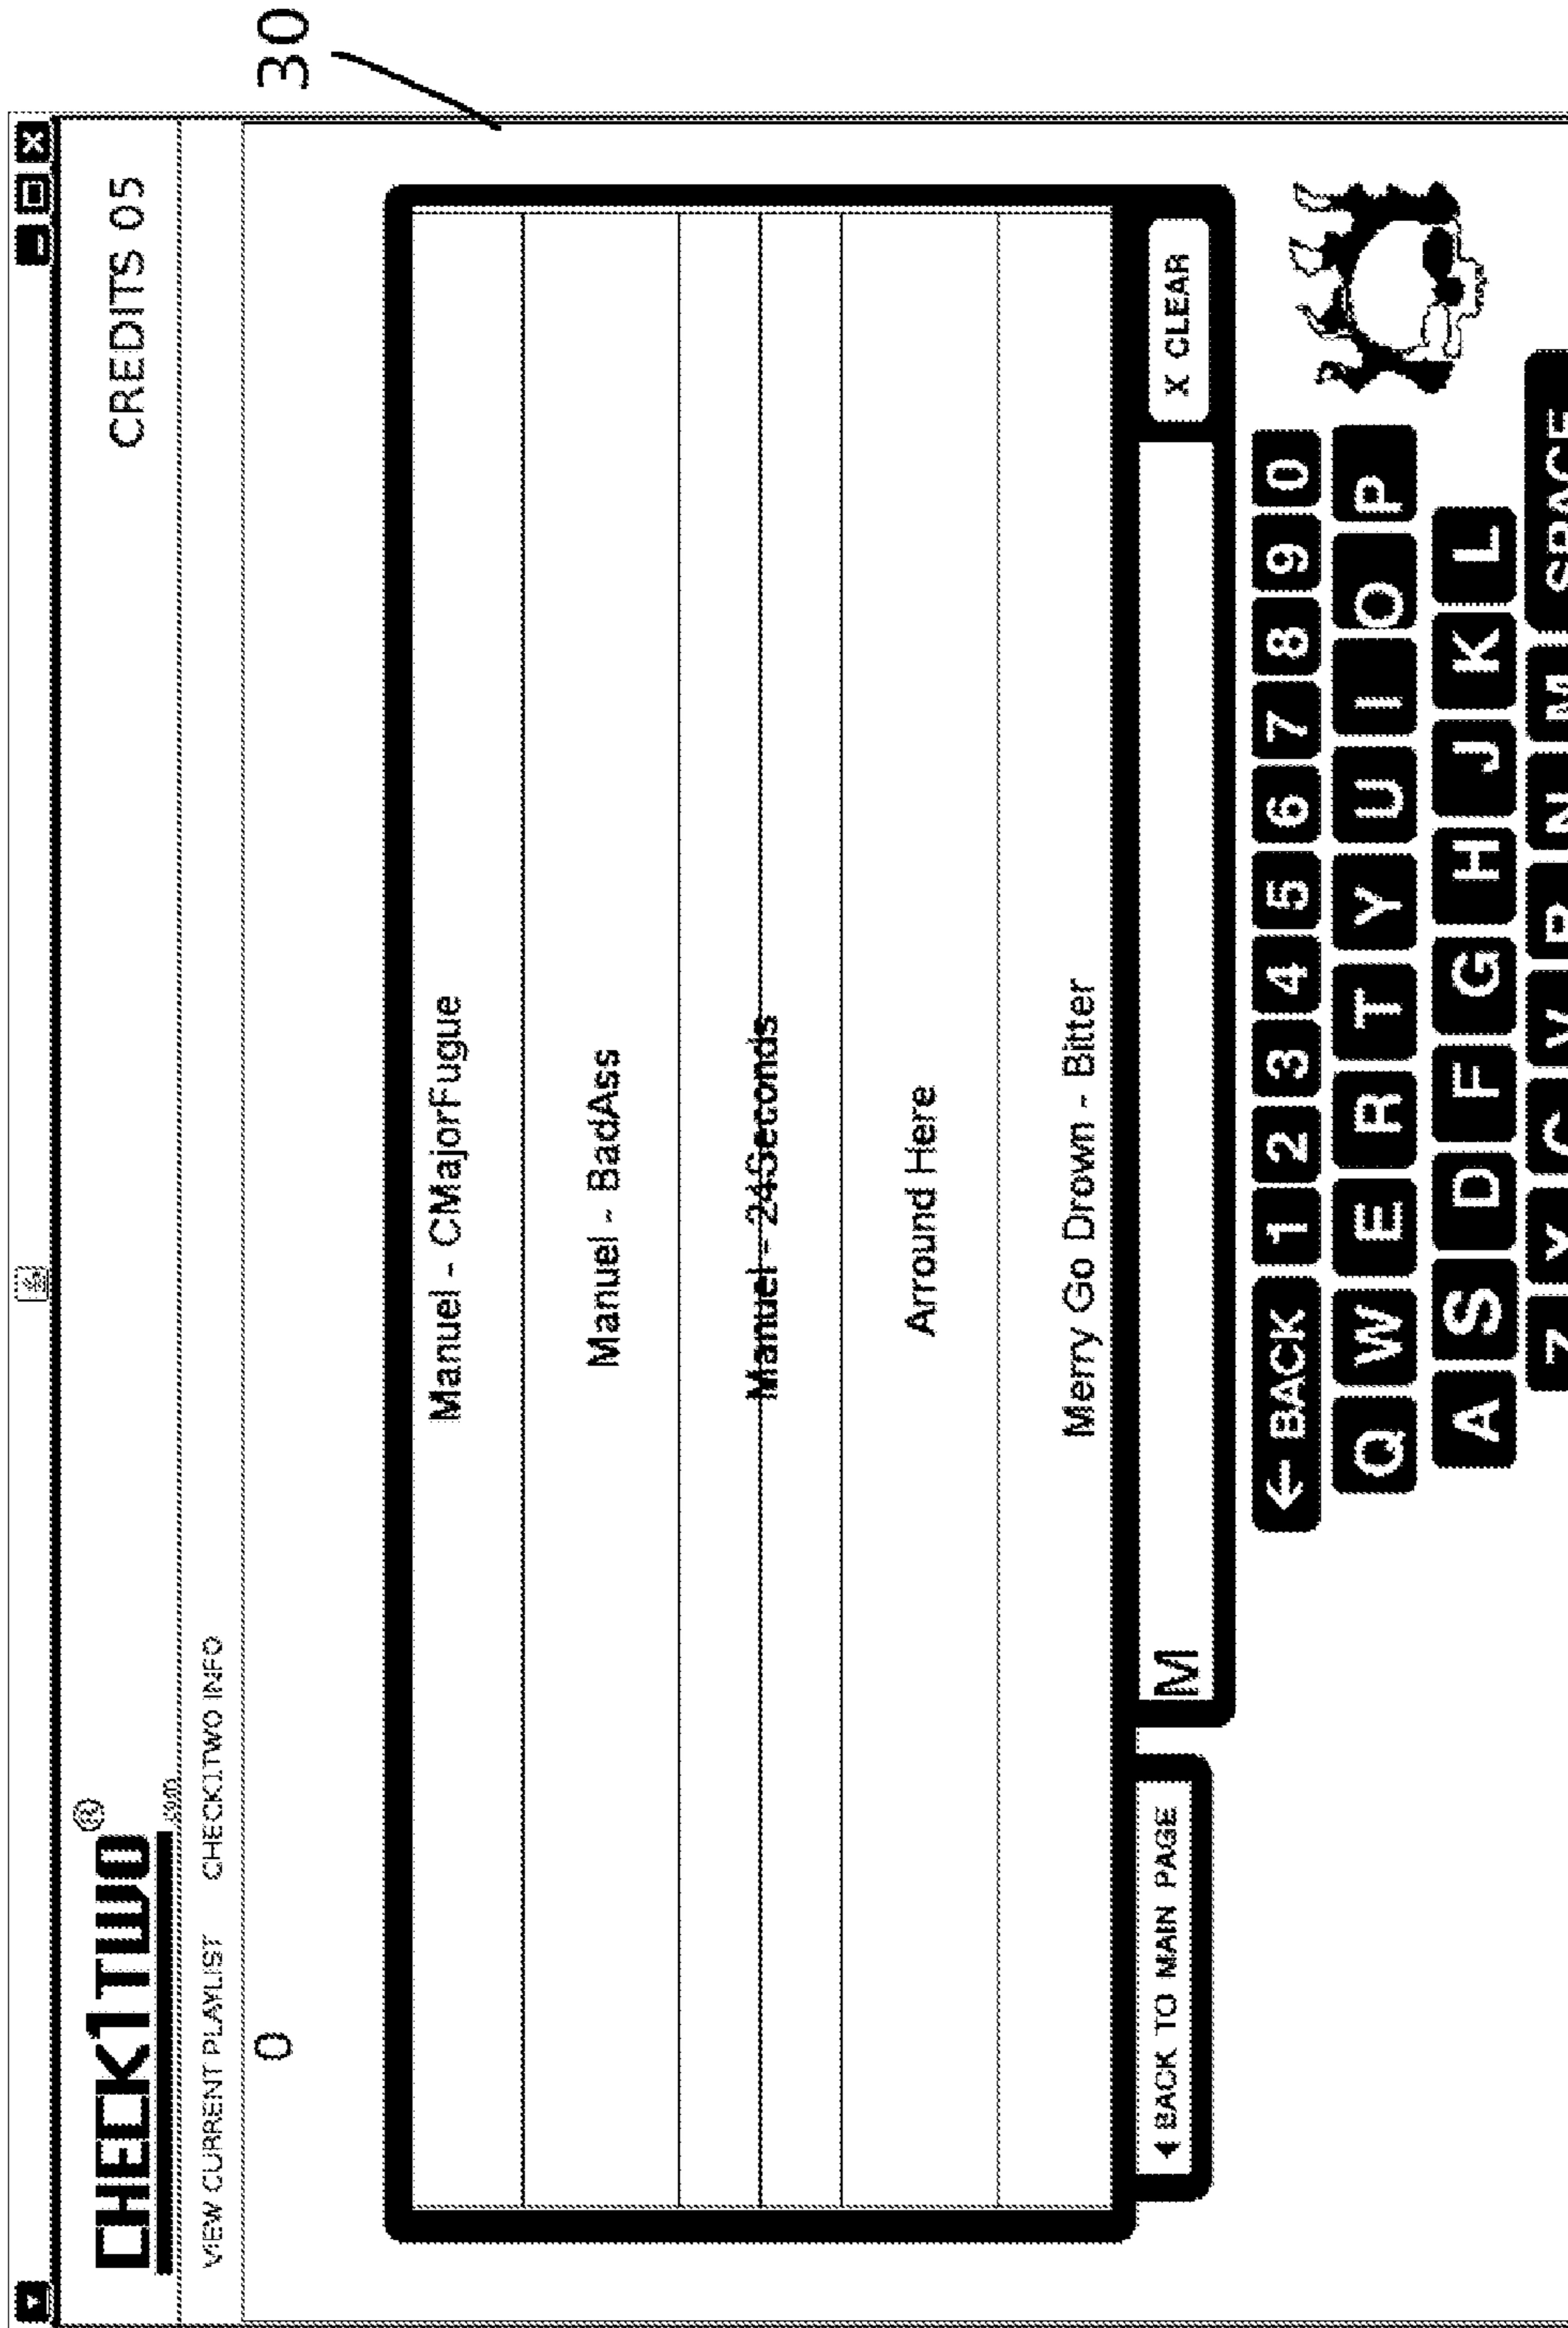 30
CREDITS 05
CHECK1TWO®
.com
VIEW CURRENT PLAYLIST CHECK1TWO INFO
0
Manuel - CMajorFugue
Manuel - BadAss
Manuel - 24Seconds
Arround Here
Merry Go Drown - Bitter
◀ BACK TO MAIN PAGE
M
X CLEAR
← BACK 1 2 3 4 5 6 7 8 9 0
Q W E R T Y U I O P
A S D F G H J K L
Z X C V B N M SPACE